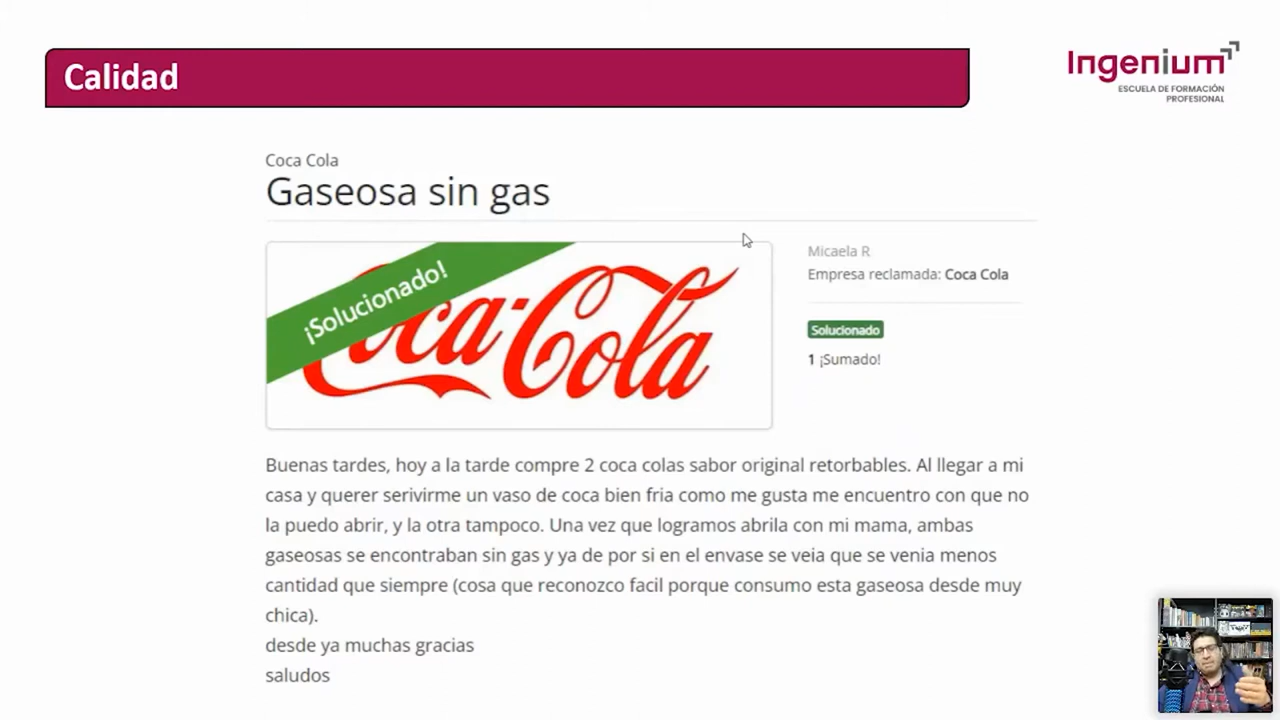 Calidad
Ingenium
ESCUELA DE FORMACIÓN
PROFESIONAL
Coca Cola
Gaseosa sin gas
¡Solucionado!
Coca-Cola
Micaela R
Empresa reclamada: Coca Cola
Solucionado
1 ¡Sumado!
Buenas tardes, hoy a la tarde compre 2 coca colas sabor original retorbables. Al llegar a mi
casa y querer serivirme un vaso de coca bien fria como me gusta me encuentro con que no
la puedo abrir, y la otra tampoco. Una vez que logramos abrila con mi mama, ambas
gaseosas se encontraban sin gas y ya de por si en el envase se veia que se venia menos
cantidad que siempre (cosa que reconozco facil porque consumo esta gaseosa desde muy
chica).
desde ya muchas gracias
saludos